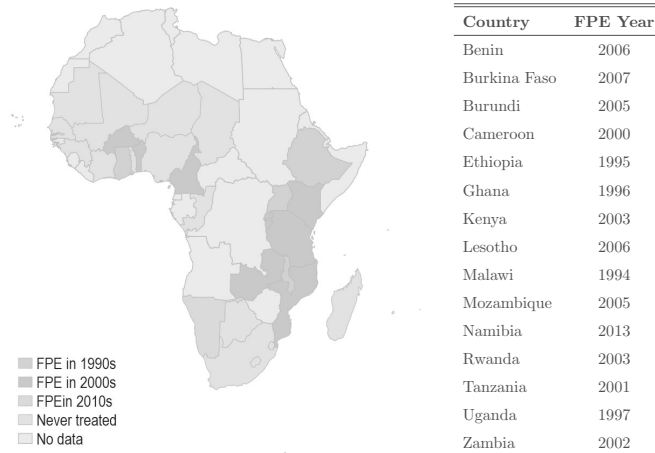 FPE in 1990s
FPE in 2000s
FPEin 2010s
Never treated
No data
Country FPE Year
Benin 2006
Burkina Faso 2007
Burundi 2005
Cameroon 2000
Ethiopia 1995
Ghana 1996
Kenya 2003
Lesotho 2006
Malawi 1994
Mozambique 2005
Namibia 2013
Rwanda 2003
Tanzania 2001
Uganda 1997
Zambia 2002